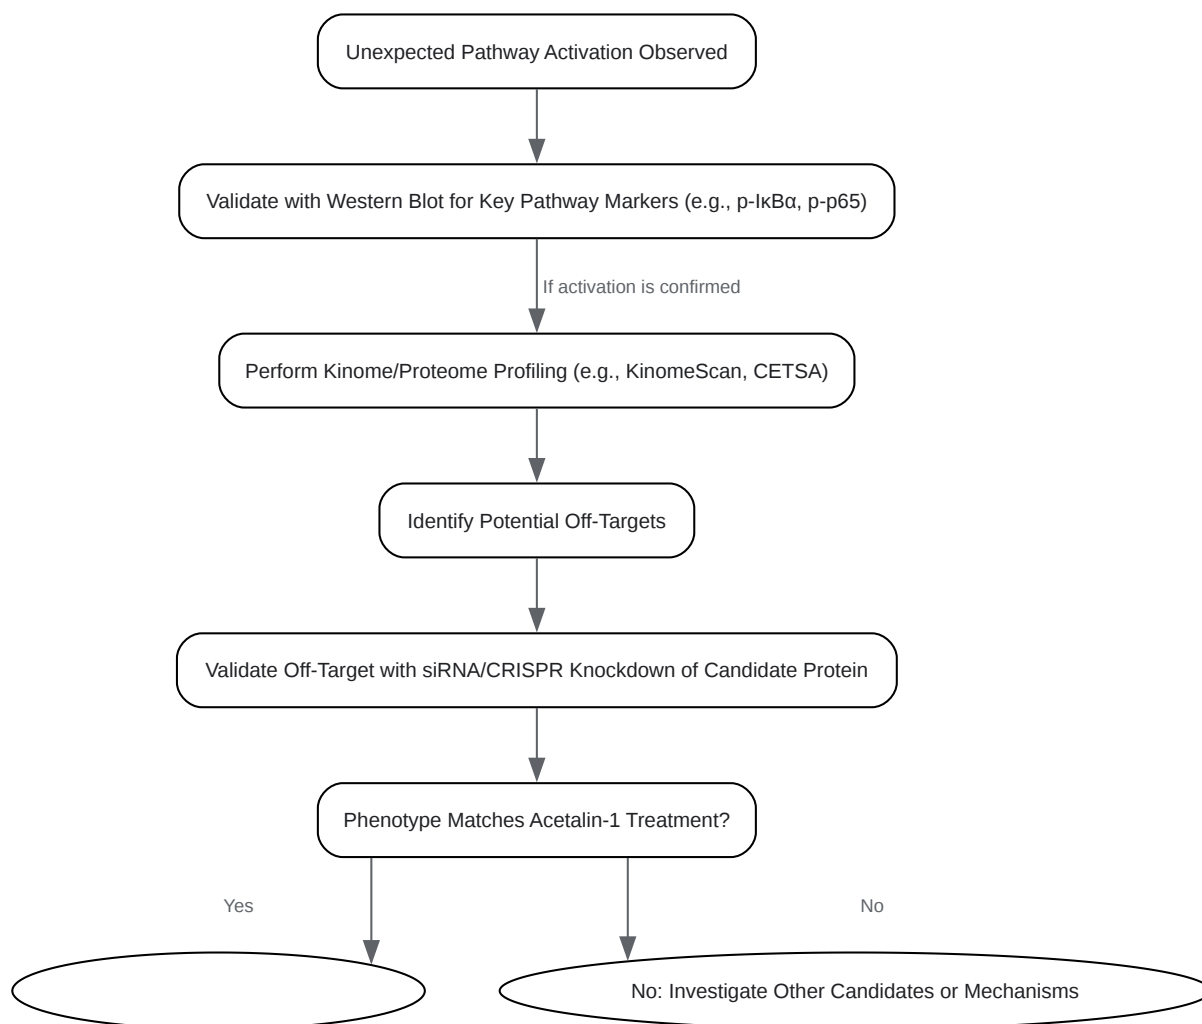 Unexpected Pathway Activation Observed
Validate with Western Blot for Key Pathway Markers (e.g., p-IκBα, p-p65)
If activation is confirmed
Perform Kinome/Proteome Profiling (e.g., KinomeScan, CETSA)
Identify Potential Off-Targets
Validate Off-Target with siRNA/CRISPR Knockdown of Candidate Protein
Phenotype Matches Acetalin-1 Treatment?
Yes
No
No: Investigate Other Candidates or Mechanisms